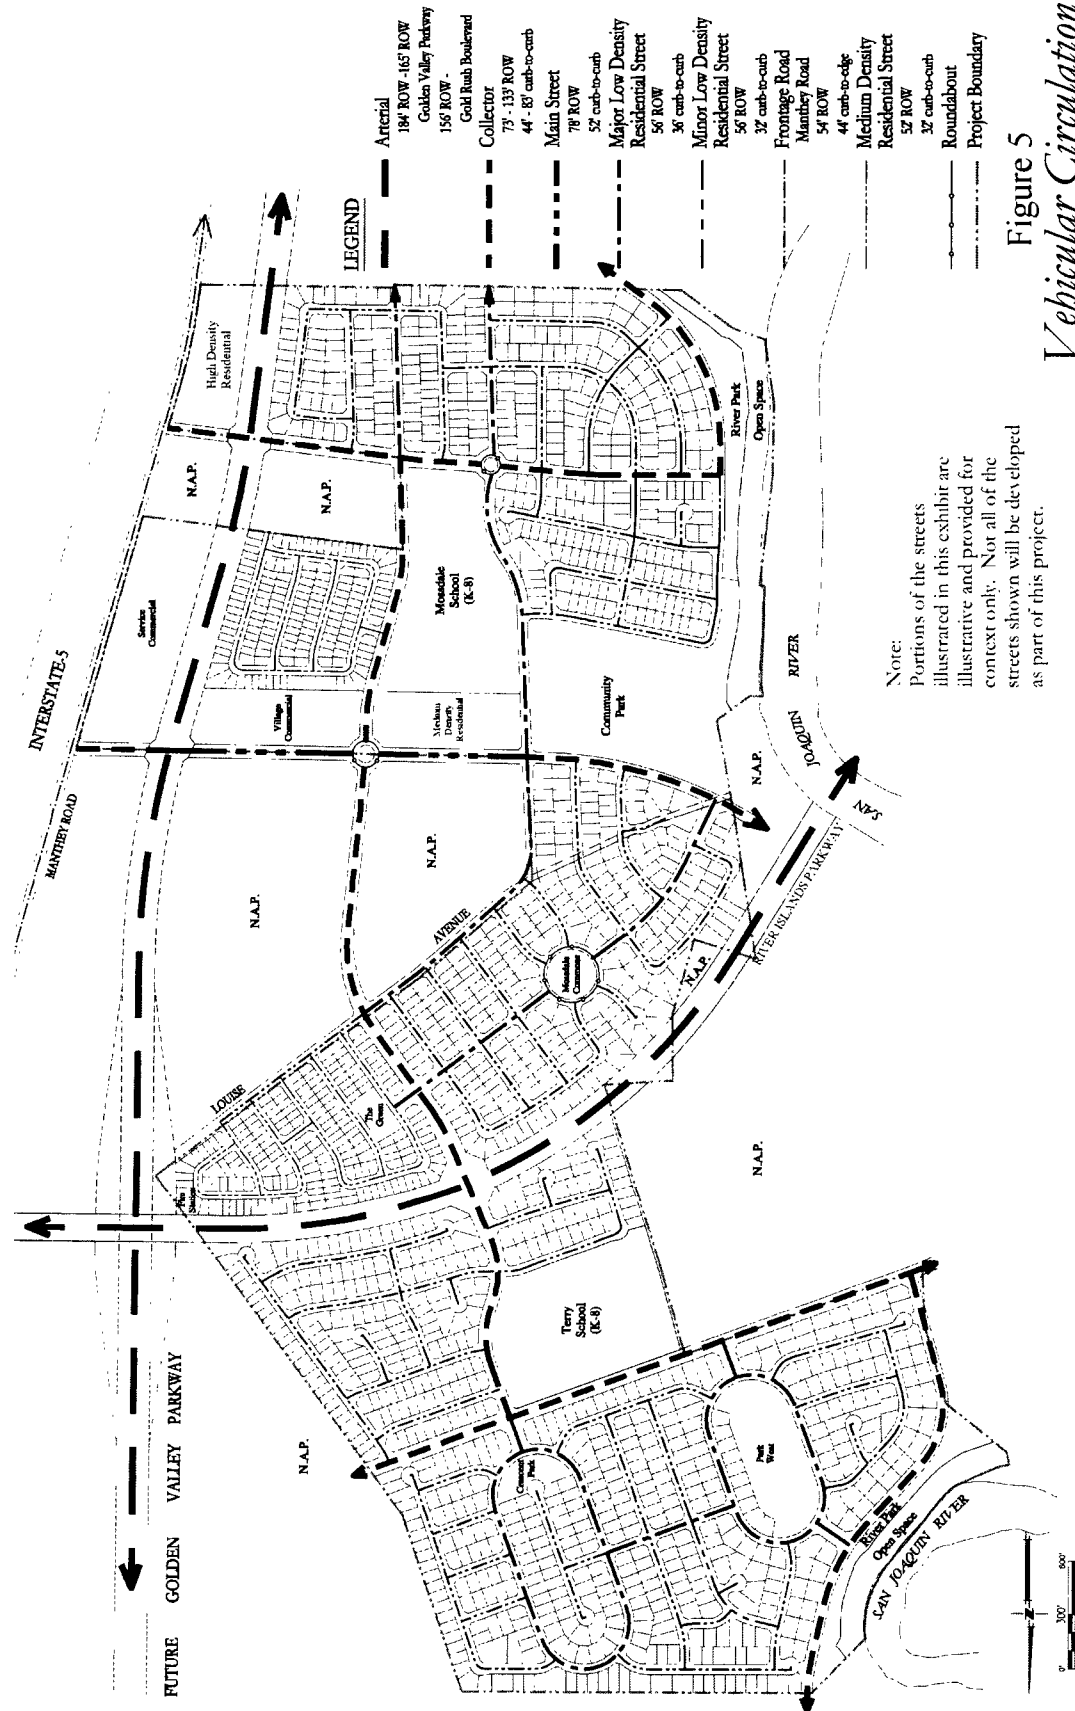 INTERSTATE-5
MANTHEY ROAD
High Density
Residential
N.A.P.
Service
Commercial
N.A.P.
Village
Commercial
Mossdale
School
(K-8)
Medium
Density
Residential
Community
Park
River Park
Open Space
N.A.P.
N.A.P.
N.A.P.
LOUISE
AVENUE
The
Green
Fire
Station
Mossdale
Commons
N.A.P.
RIVER ISLANDS PARKWAY
SAN
JOAQUIN
RIVER
N.A.P.
N.A.P.
Terry
School
(K-8)
Crescent
Park
Park
West
River Park
Open Space
SAN JOAQUIN RIVER
FUTURE GOLDEN VALLEY PARKWAY
LEGEND
Arterial
184' ROW -165' ROW
Golden Valley Parkway
156' ROW -
Gold Rush Boulevard
Collector
73' - 133' ROW
44' - 83' curb-to-curb
Main Street
78' ROW
52' curb-to-curb
Major Low Density
Residential Street
56' ROW
36' curb-to-curb
Minor Low Density
Residential Street
56' ROW
32' curb-to-curb
Frontage Road
Manthey Road
54' ROW
44' curb-to-edge
Medium Density
Residential Street
52' ROW
32' curb-to-curb
Roundabout
Project Boundary
Note:
Portions of the streets
illustrated in this exhibit are
illustrative and provided for
context only. Not all of the
streets shown will be developed
as part of this project.
N
0' 300' 600'
Figure 5
Vehicular Circulation